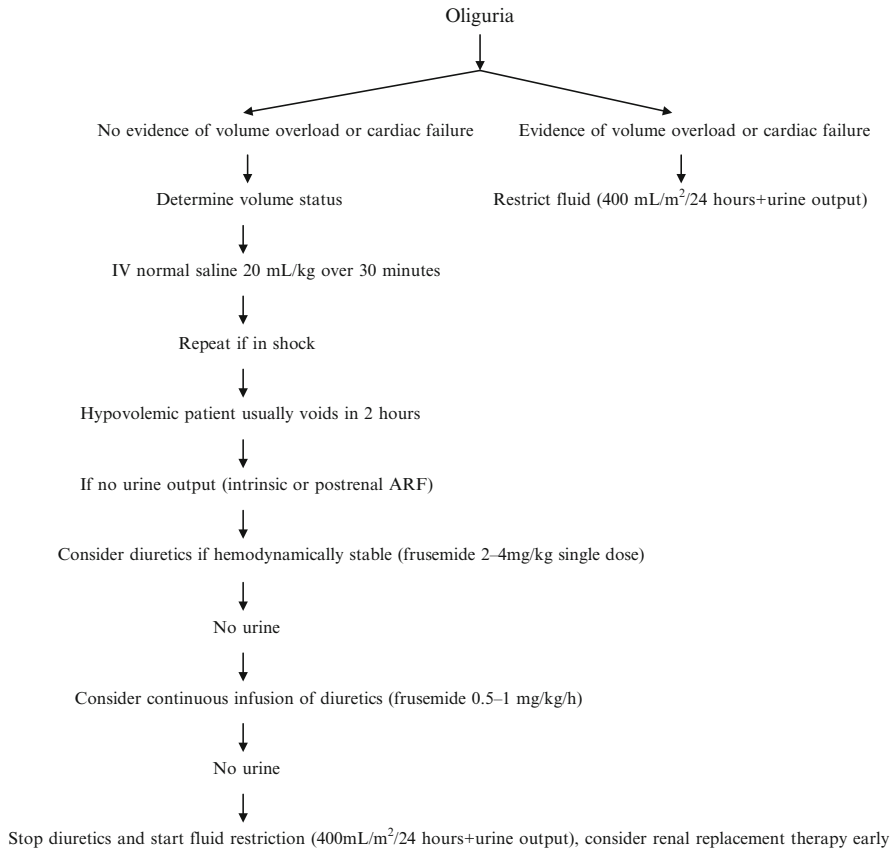 Oliguria
No evidence of volume overload or cardiac failure
Evidence of volume overload or cardiac failure
Determine volume status
Restrict fluid (400 mL/m²/24 hours+urine output)
IV normal saline 20 mL/kg over 30 minutes
Repeat if in shock
Hypovolemic patient usually voids in 2 hours
If no urine output (intrinsic or postrenal ARF)
Consider diuretics if hemodynamically stable (frusemide 2–4mg/kg single dose)
No urine
Consider continuous infusion of diuretics (frusemide 0.5–1 mg/kg/h)
No urine
Stop diuretics and start fluid restriction (400mL/m²/24 hours+urine output), consider renal replacement therapy early